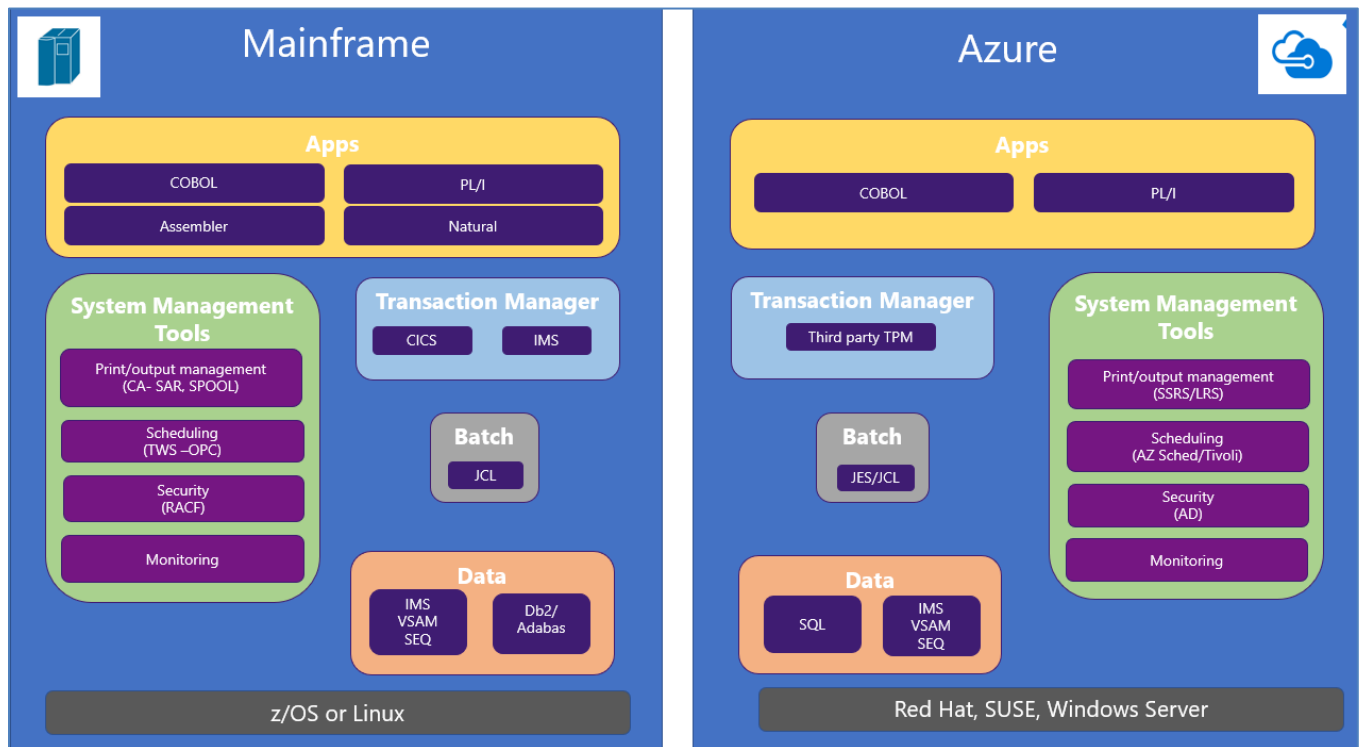 Mainframe
Apps
COBOL
PL/I
Assembler
Natural
System Management
Tools
Print/output management
(CA- SAR, SPOOL)
Scheduling
(TWS –OPC)
Security
(RACF)
Monitoring
Transaction Manager
CICS
IMS
Batch
JCL
Data
IMS
VSAM
SEQ
Db2/
Adabas
z/OS or Linux
Azure
Apps
COBOL
PL/I
Transaction Manager
Third party TPM
Batch
JES/JCL
Data
SQL
IMS
VSAM
SEQ
System Management
Tools
Print/output management
(SSRS/LRS)
Scheduling
(AZ Sched/Tivoli)
Security
(AD)
Monitoring
Red Hat, SUSE, Windows Server